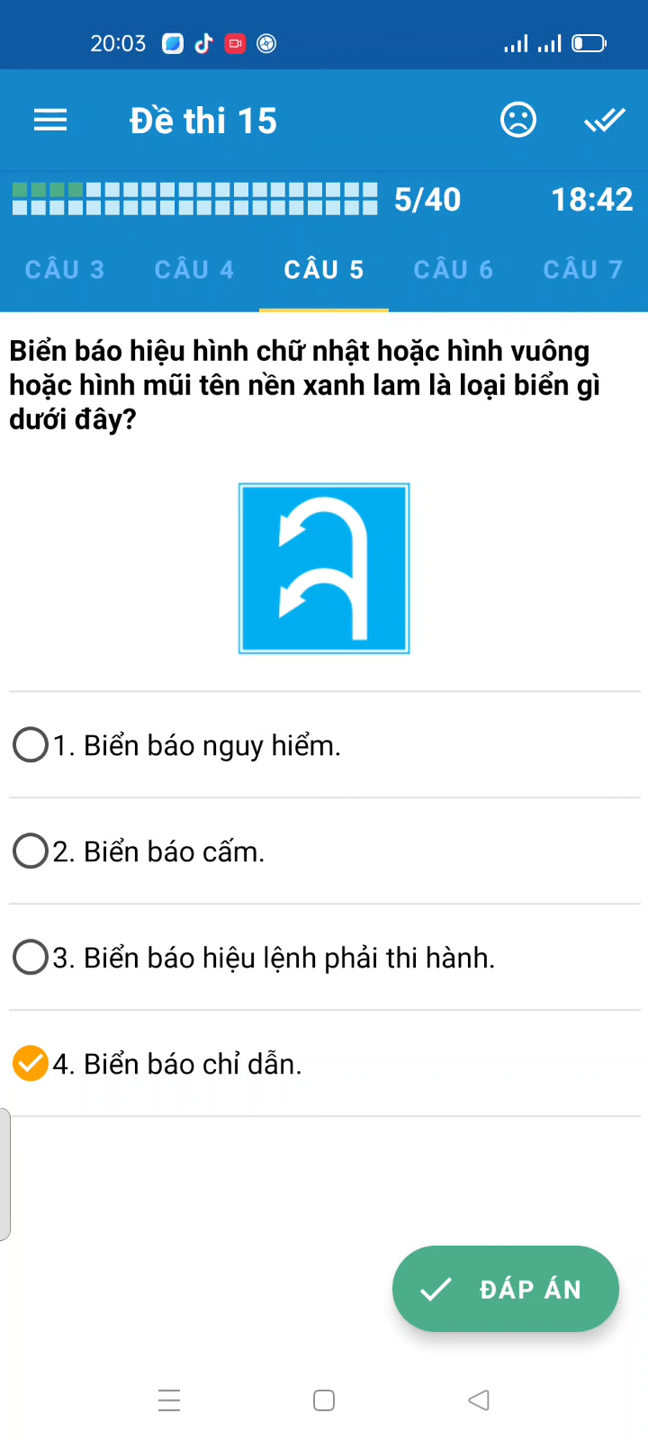 20:03
Đề thi 15
5/40 18:42
CÂU 3 CÂU 4 CÂU 5 CÂU 6 CÂU 7
Biển báo hiệu hình chữ nhật hoặc hình vuông
hoặc hình mũi tên nền xanh lam là loại biển gì
dưới đây?
1. Biển báo nguy hiểm.
2. Biển báo cấm.
3. Biển báo hiệu lệnh phải thi hành.
4. Biển báo chỉ dẫn.
ĐÁP ÁN